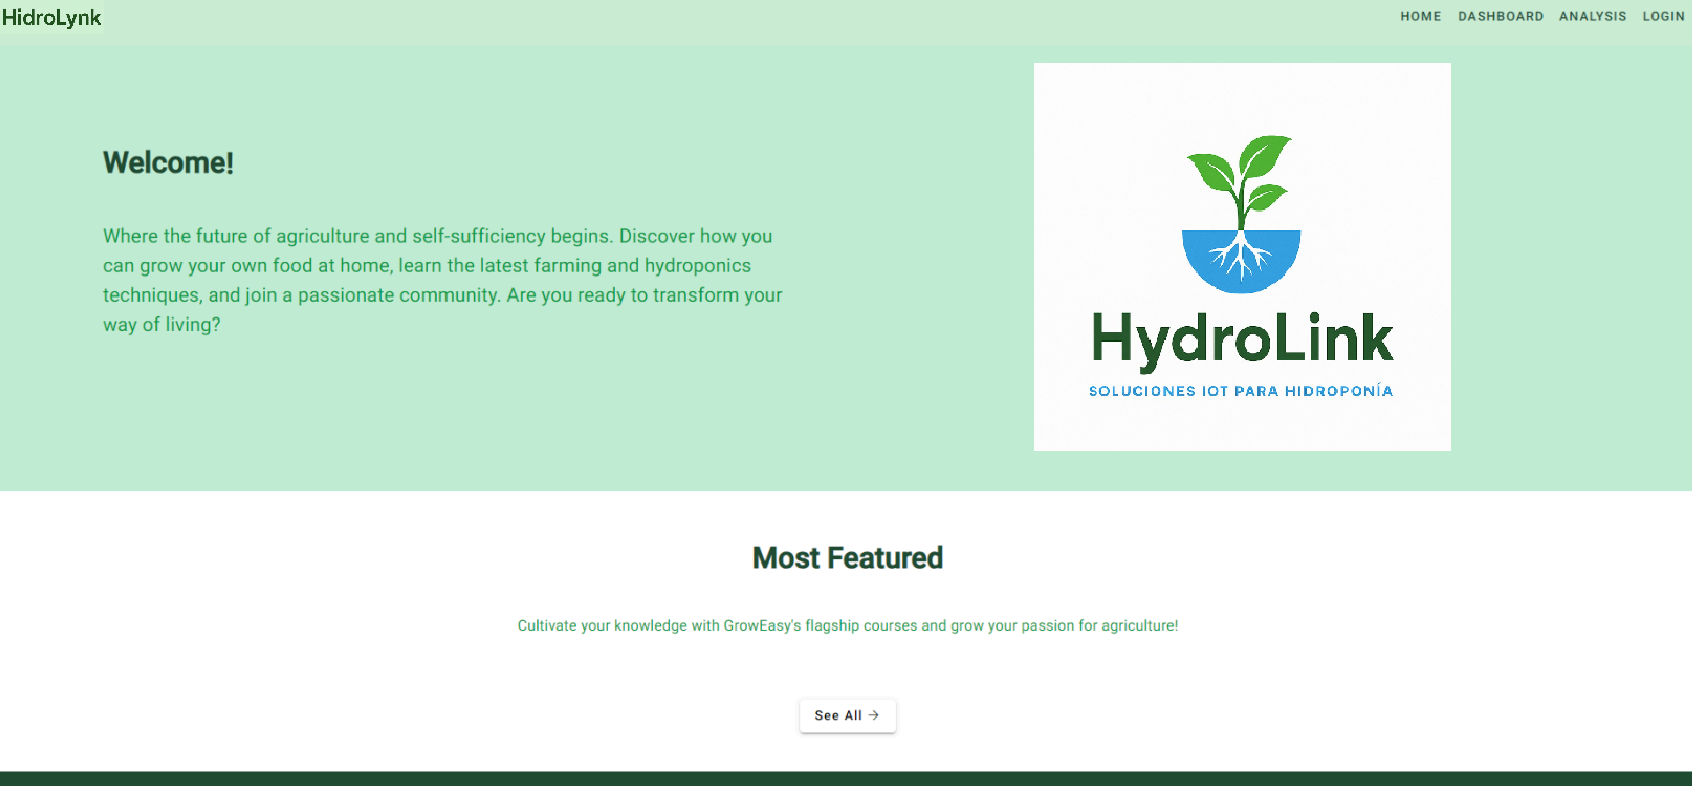 HidroLynk
HOME DASHBOARD ANALYSIS LOGIN
Welcome!
Where the future of agriculture and self-sufficiency begins. Discover how you
can grow your own food at home, learn the latest farming and hydroponics
techniques, and join a passionate community. Are you ready to transform your
way of living?
HydroLink
SOLUCIONES IOT PARA HIDROPONÍA
Most Featured
Cultivate your knowledge with GrowEasy's flagship courses and grow your passion for agriculture!
See All →